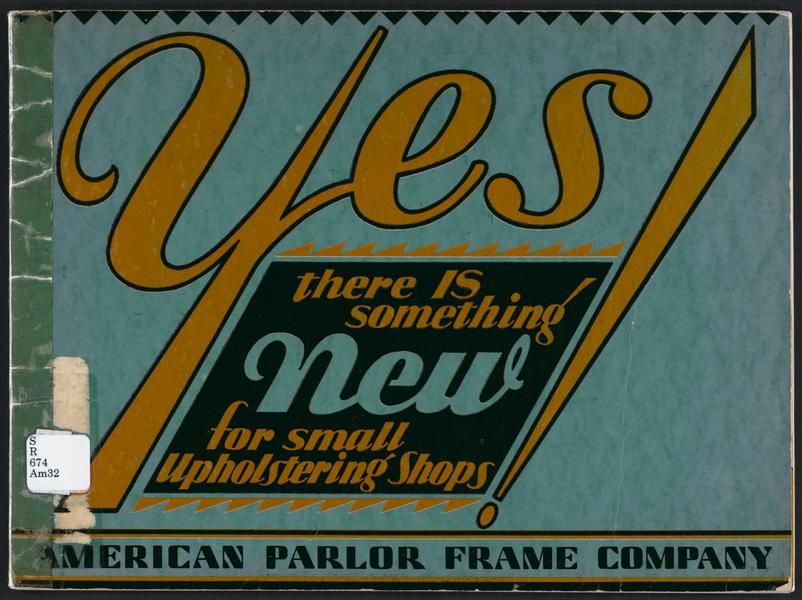 Yes!
there IS
something
New
for small
Upholstering Shops
S
R
674
Am32
AMERICAN PARLOR FRAME COMPANY